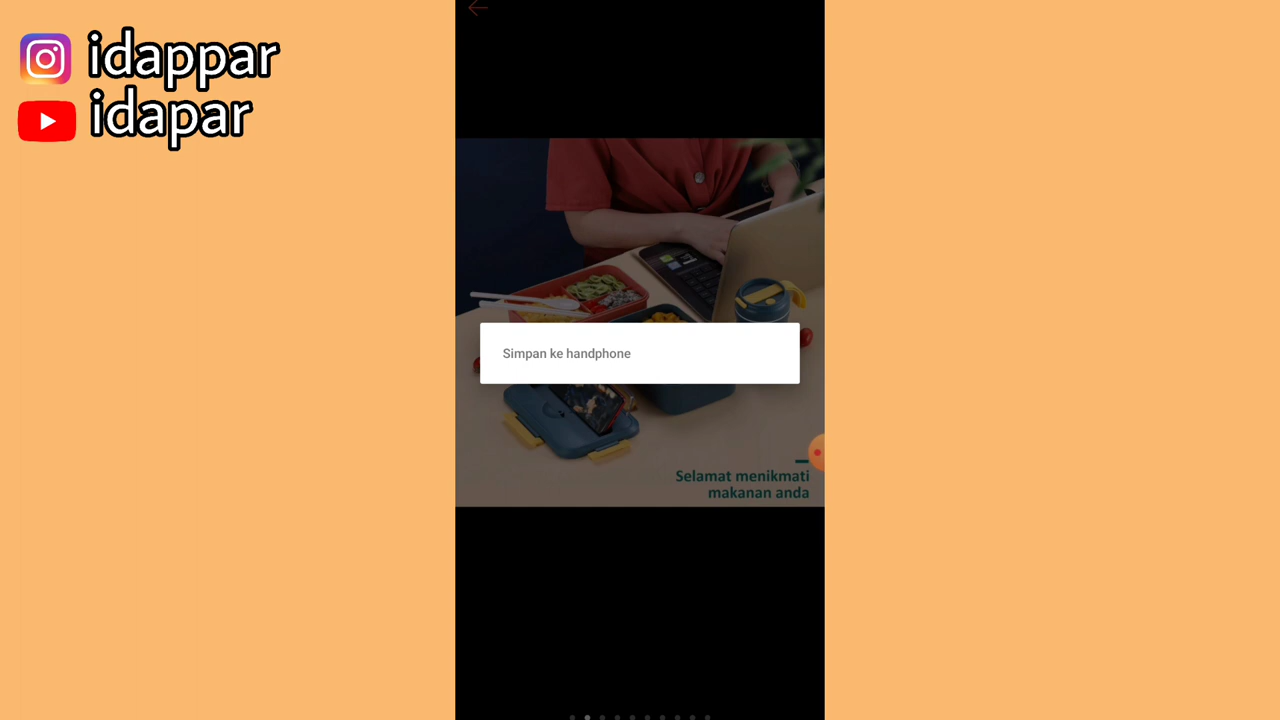 idappar
idapar
Simpan ke handphone
Selamat menikmati
makanan anda